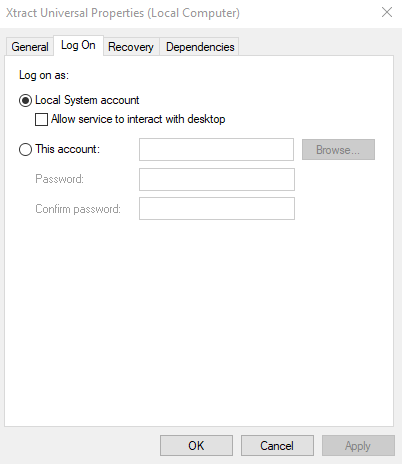 Xtract Universal Properties (Local Computer)
General Log On Recovery Dependencies
Log on as:
Local System account
Allow service to interact with desktop
This account: Browse...
Password:
Confirm password:
OK Cancel Apply